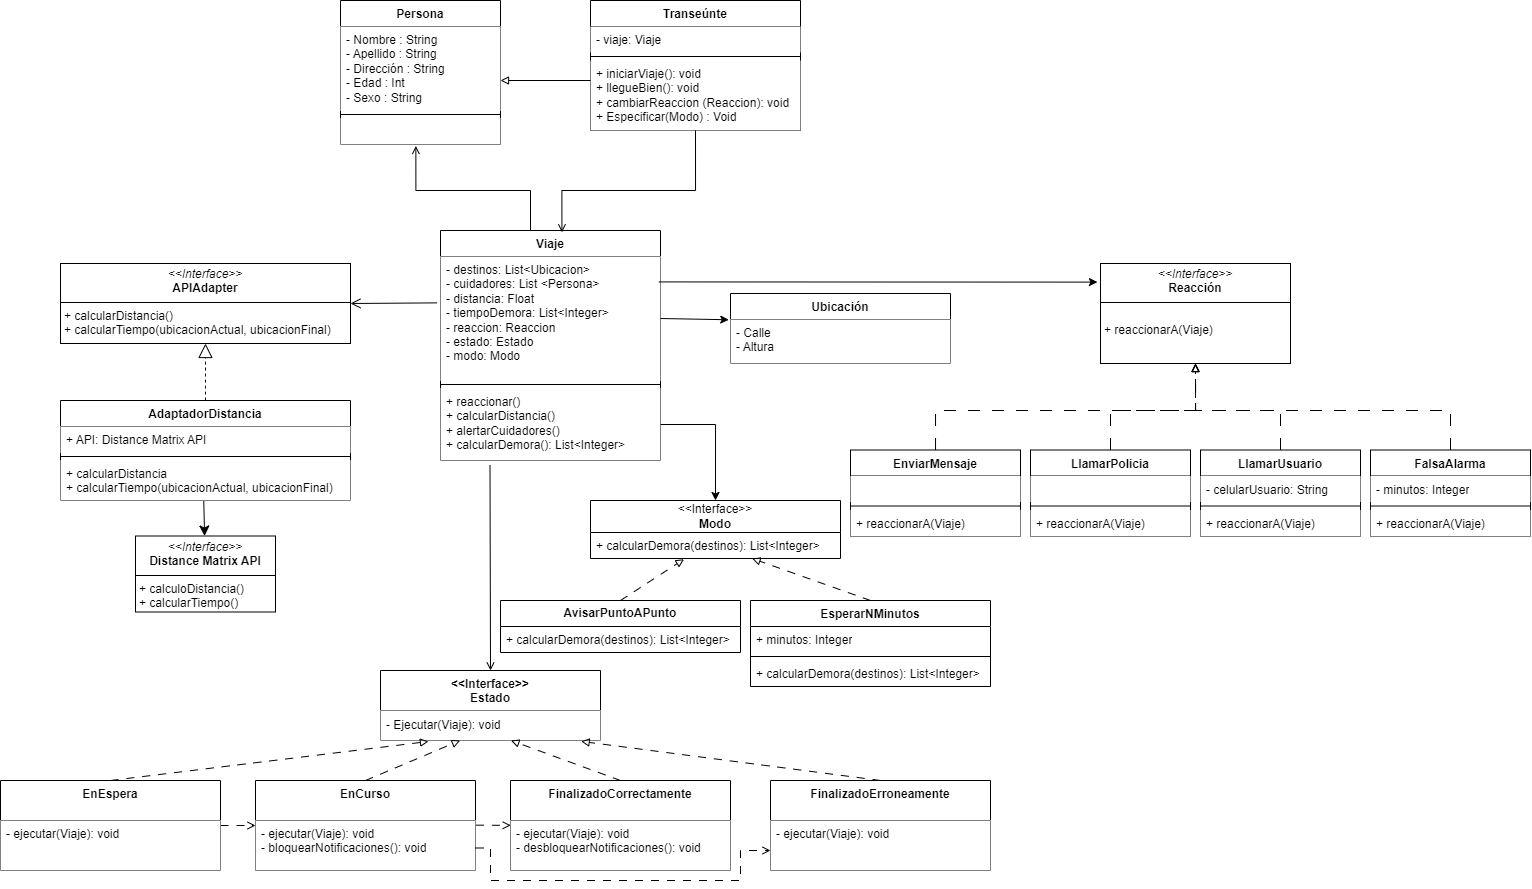 Persona
- Nombre : String
- Apellido : String
- Dirección : String
- Edad : Int
- Sexo : String
Transeúnte
- viaje: Viaje
+ iniciarViaje(): void
+ llegueBien(): void
+ cambiarReaccion (Reaccion): void
+ Especificar(Modo) : Void
Viaje
- destinos: List<Ubicacion>
- cuidadores: List <Persona>
- distancia: Float
- tiempoDemora: List<Integer>
- reaccion: Reaccion
- estado: Estado
- modo: Modo
+ reaccionar()
+ calcularDistancia()
+ alertarCuidadores()
+ calcularDemora(): List<Integer>
<<Interface>>
APIAdapter
+ calcularDistancia()
+ calcularTiempo(ubicacionActual, ubicacionFinal)
Ubicación
- Calle
- Altura
<<Interface>>
Reacción
+ reaccionarA(Viaje)
AdaptadorDistancia
+ API: Distance Matrix API
+ calcularDistancia
+ calcularTiempo(ubicacionActual, ubicacionFinal)
<<Interface>>
Distance Matrix API
+ calculoDistancia()
+ calcularTiempo()
EnviarMensaje
+ reaccionarA(Viaje)
LlamarPolicia
+ reaccionarA(Viaje)
LlamarUsuario
- celularUsuario: String
+ reaccionarA(Viaje)
FalsaAlarma
- minutos: Integer
+ reaccionarA(Viaje)
<<Interface>>
Modo
+ calcularDemora(destinos): List<Integer>
AvisarPuntoAPunto
+ calcularDemora(destinos): List<Integer>
EsperarNMinutos
+ minutos: Integer
+ calcularDemora(destinos): List<Integer>
<<Interface>>
Estado
- Ejecutar(Viaje): void
EnEspera
- ejecutar(Viaje): void
EnCurso
- ejecutar(Viaje): void
- bloquearNotificaciones(): void
FinalizadoCorrectamente
- ejecutar(Viaje): void
- desbloquearNotificaciones(): void
FinalizadoErroneamente
- ejecutar(Viaje): void